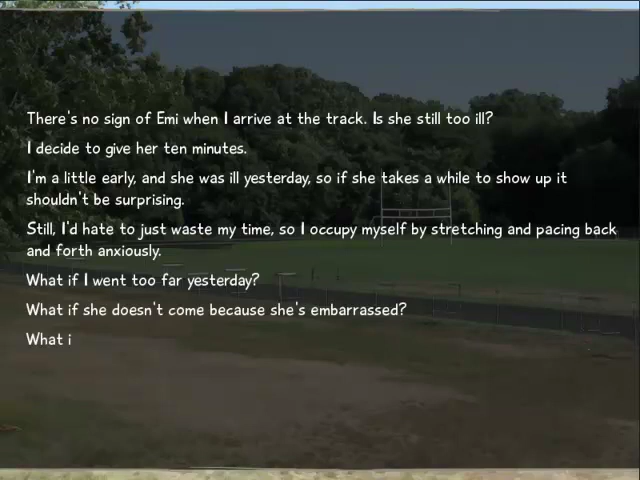 There's no sign of Emi when I arrive at the track. Is she still too ill?
I decide to give her ten minutes.
I'm a little early, and she was ill yesterday, so if she takes a while to show up it
shouldn't be surprising.
Still, I'd hate to just waste my time, so I occupy myself by stretching and pacing back
and forth anxiously.
What if I went too far yesterday?
What if she doesn't come because she's embarrassed?
What i